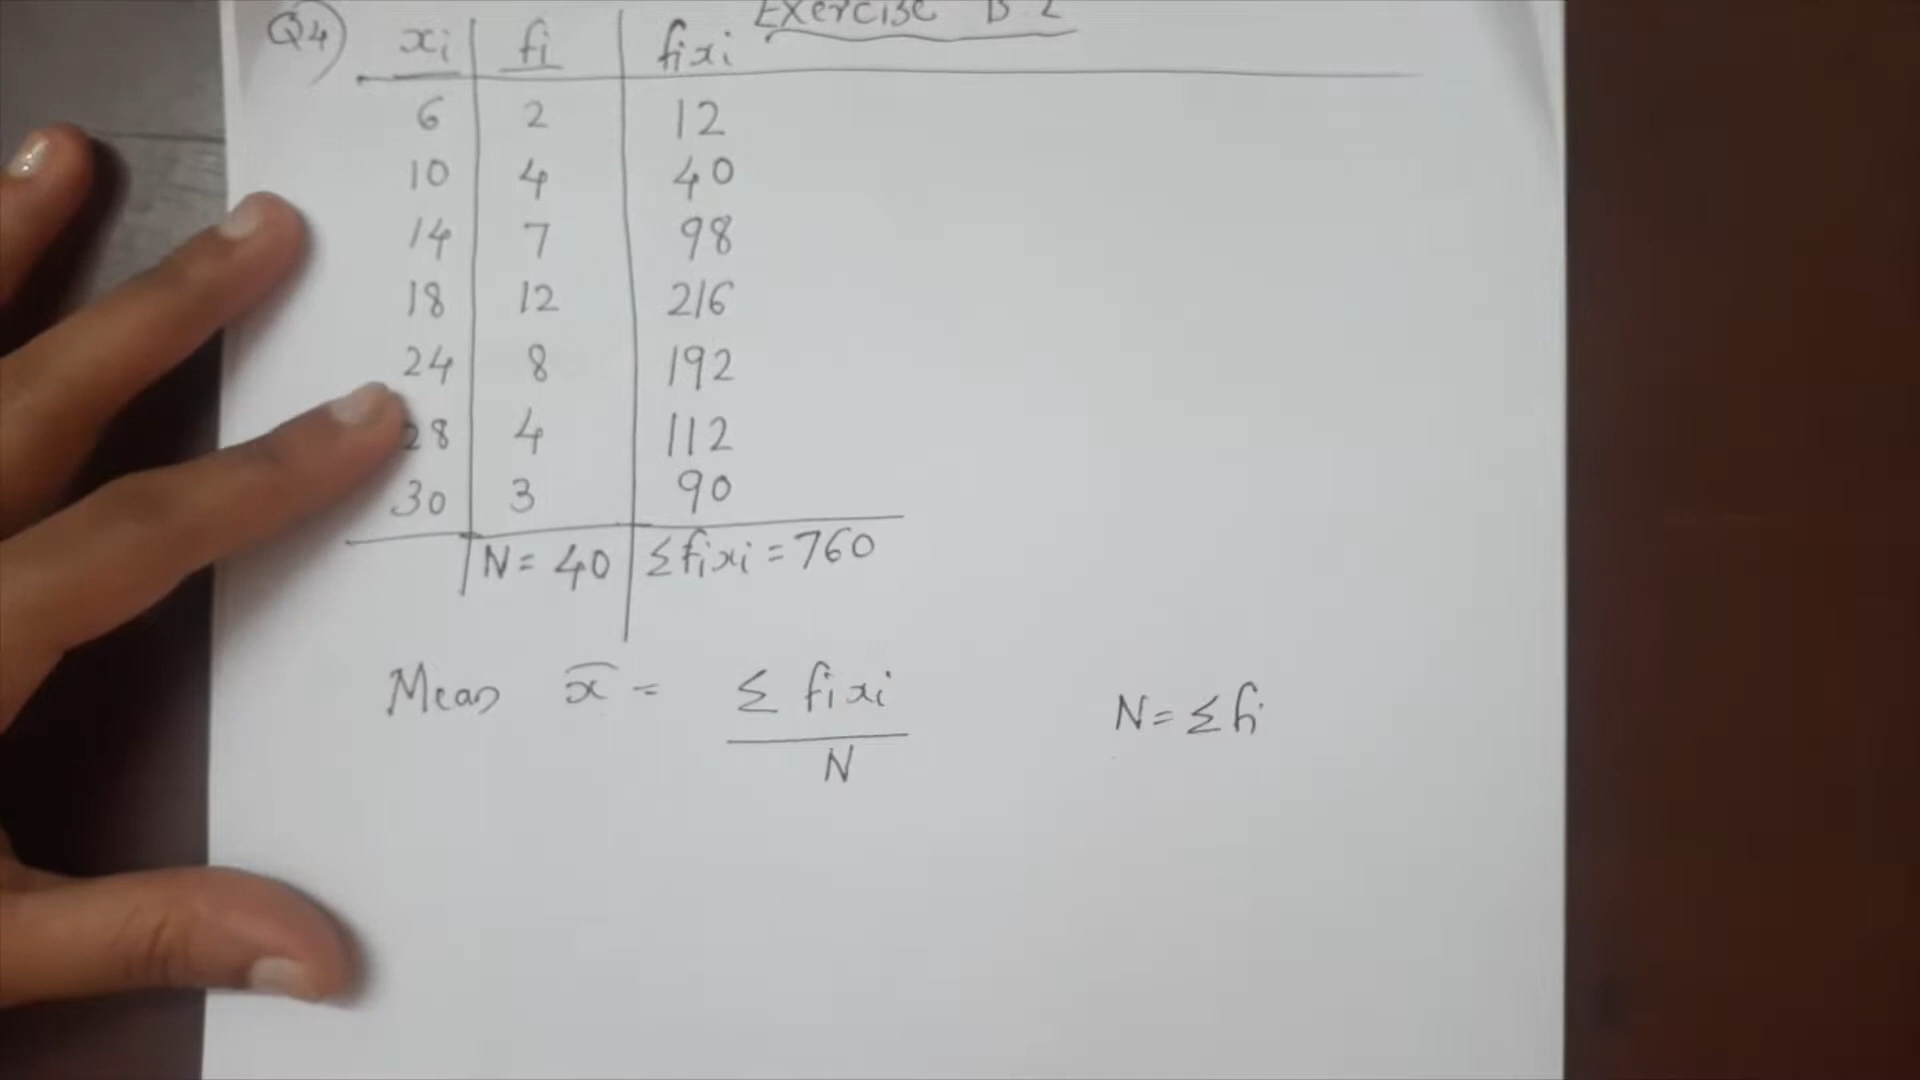 Exercise
Q4) xi fi fixi
6 2 12
10 4 40
14 7 98
18 12 216
24 8 192
28 4 112
30 3 90
N = 40 Σfixi = 760
Mean x̄ = Σ fixi
N
N = Σfi